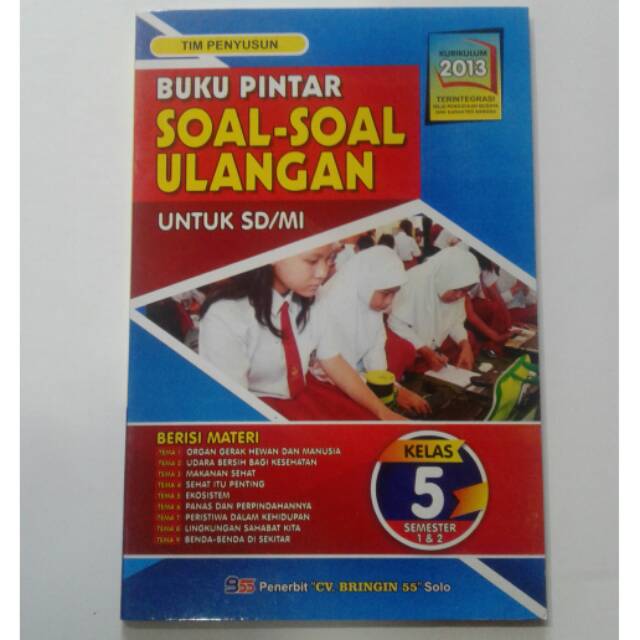 TIM PENYUSUN
KURIKULUM
2013
TERINTEGRASI
BUKU PINTAR
SOAL-SOAL
ULANGAN
UNTUK SD/MI
BERISI MATERI
TEMA 1 ORGAN GERAK HEWAN DAN MANUSIA
TEMA 2 UDARA BERSIH BAGI KESEHATAN
TEMA 3 MAKANAN SEHAT
TEMA 4 SEHAT ITU PENTING
TEMA 5 EKOSISTEM
TEMA 6 PANAS DAN PERPINDAHANNYA
TEMA 7 PERISTIWA DALAM KEHIDUPAN
TEMA 8 LINGKUNGAN SAHABAT KITA
TEMA 9 BENDA-BENDA DI SEKITAR
KELAS
5
SEMESTER
1 & 2
B55 Penerbit "CV. BRINGIN 55" Solo